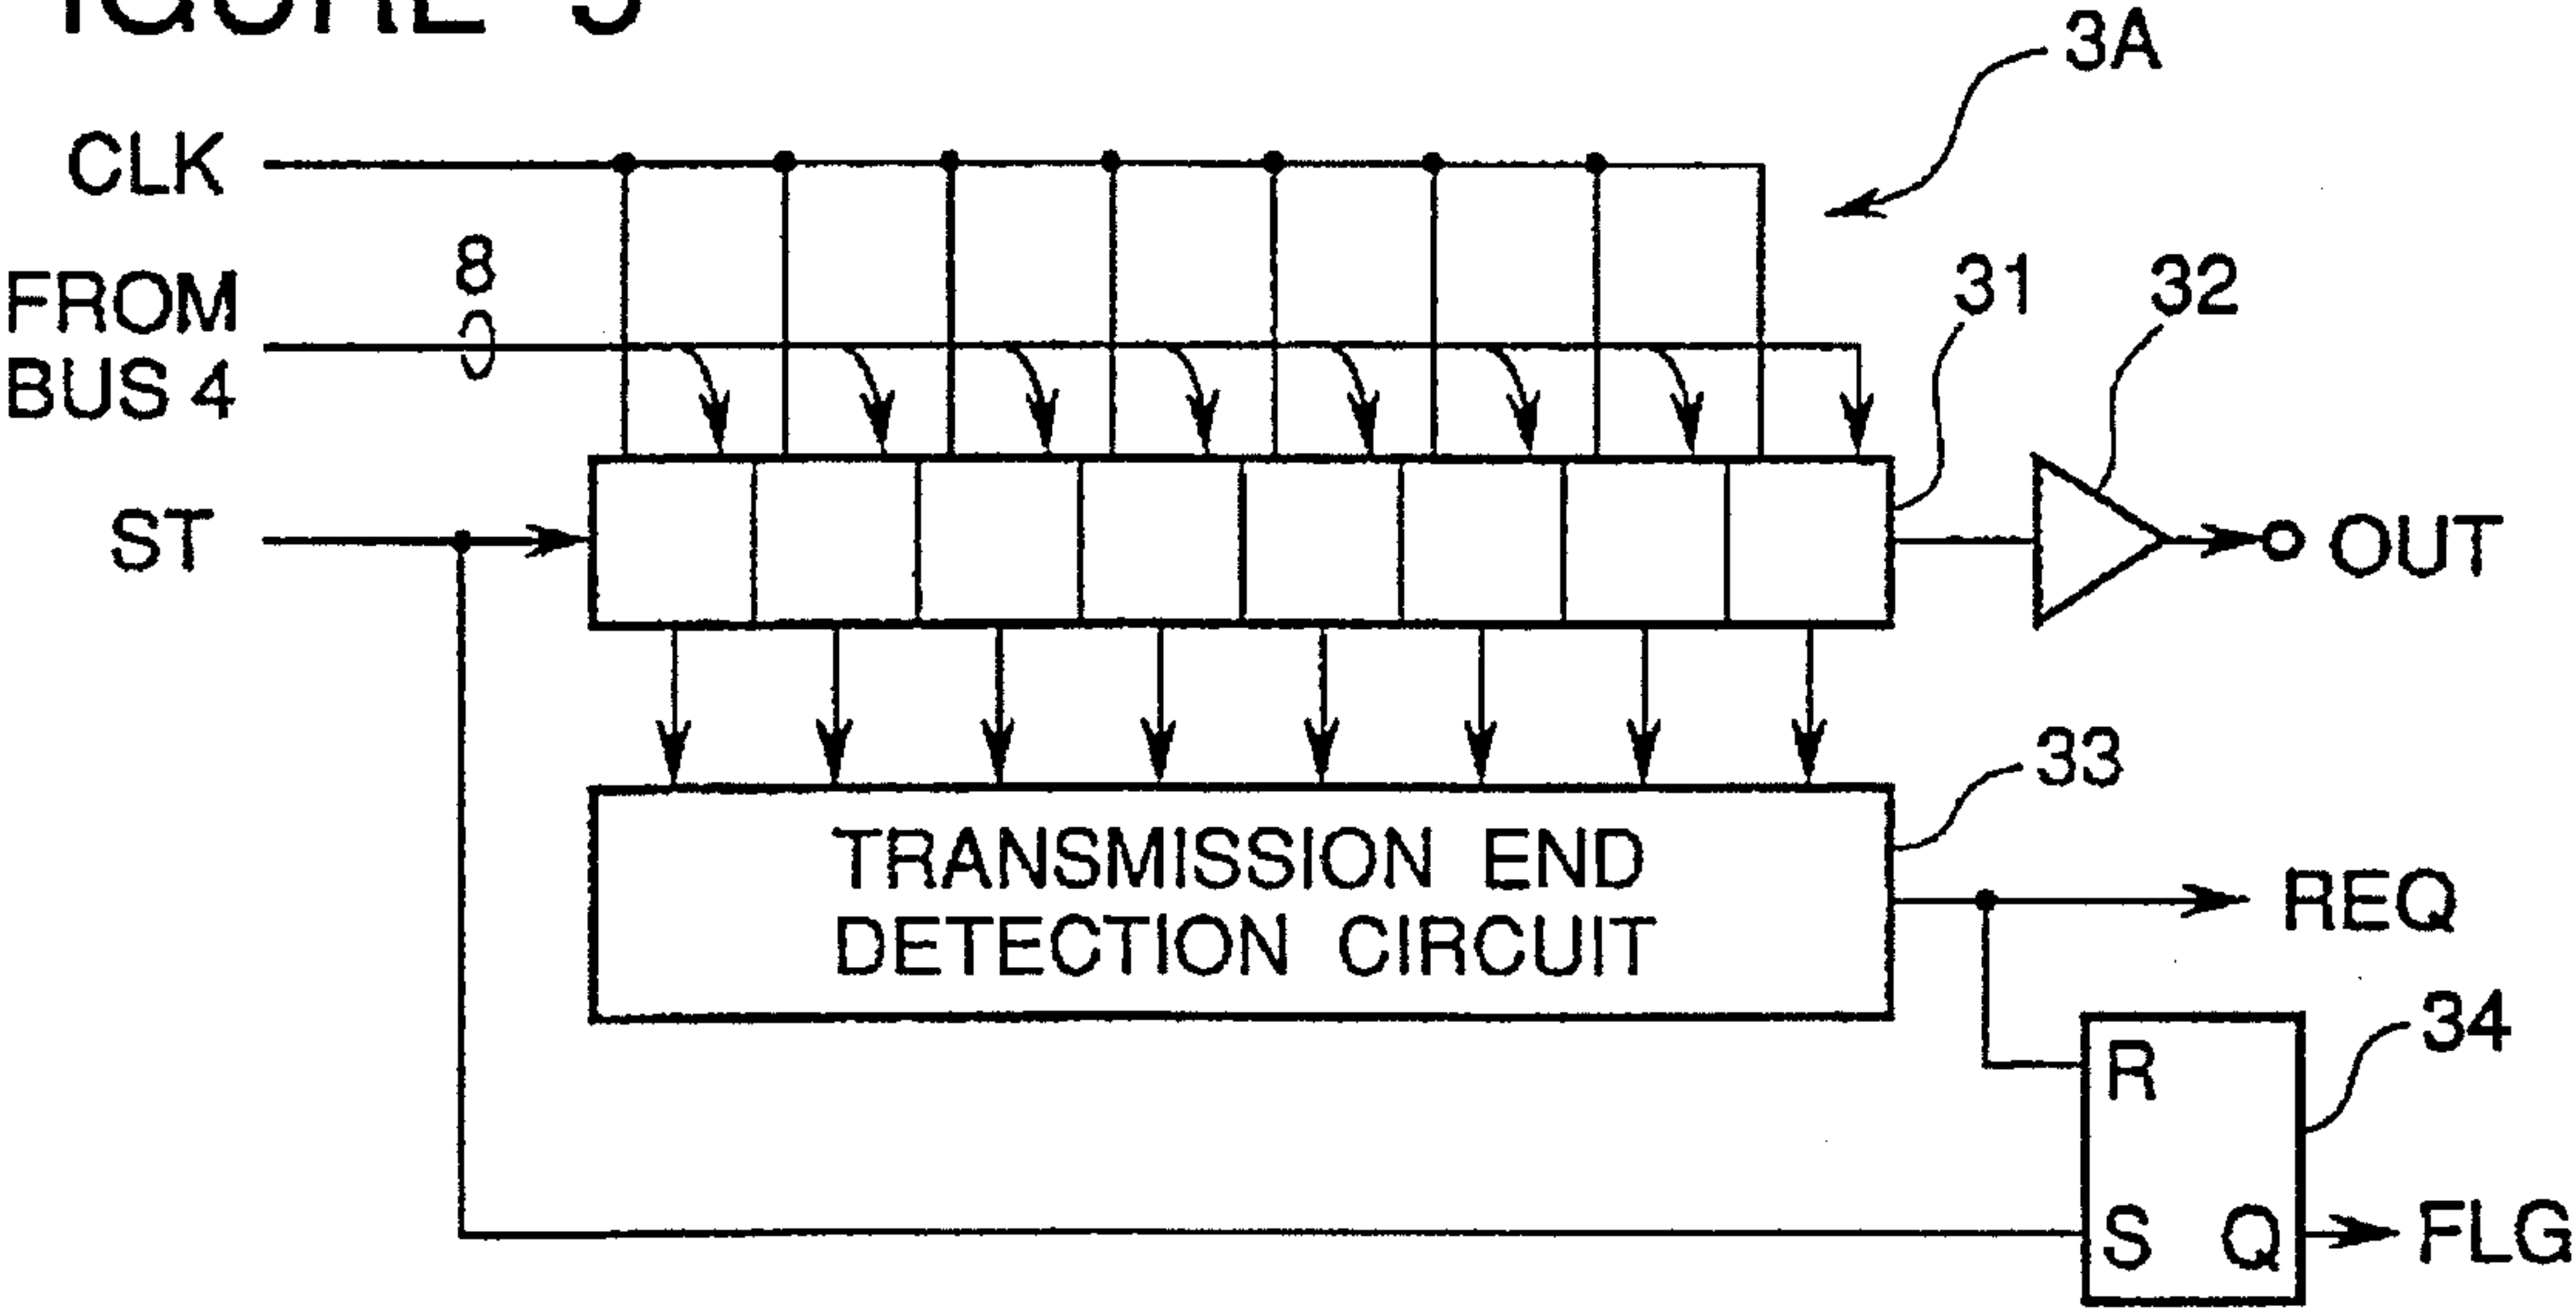 3A
CLK
8
FROM
BUS 4
31
32
ST
OUT
33
TRANSMISSION END
DETECTION CIRCUIT
REQ
34
R
S Q
FLG